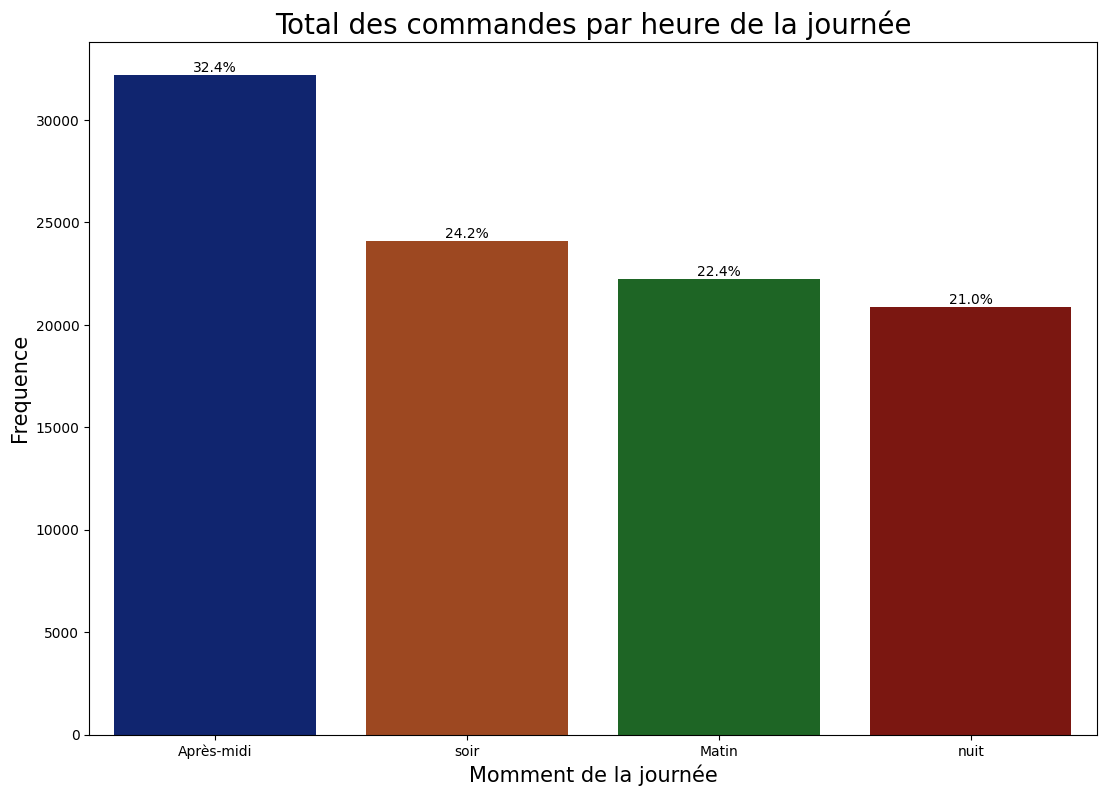 Total des commandes par heure de la journée
32.4%
24.2%
22.4%
21.0%
30000
25000
20000
15000
10000
5000
0
Frequence
Après-midi
soir
Matin
nuit
Momment de la journée